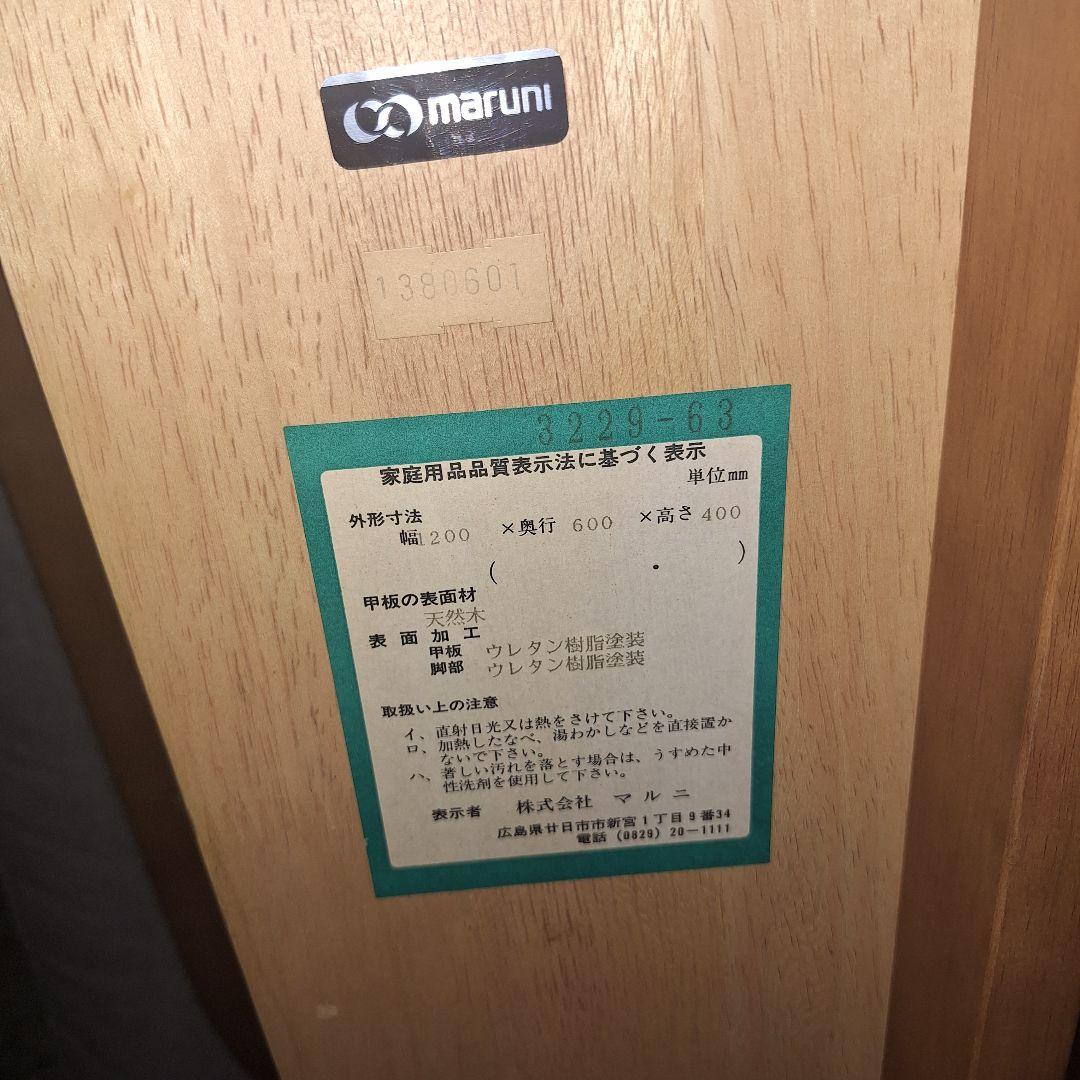 maruni
1380601
3229-63
家庭用品品質表示法に基づく表示
単位mm
外形寸法
幅1200 ×奥行 600 ×高さ 400
( . )
甲板の表面材
天然木
表面加工
甲板 ウレタン樹脂塗装
脚部 ウレタン樹脂塗装
取扱い上の注意
イ、直射日光又は熱をさけて下さい。
ロ、加熱したなべ、湯わかしなどを直接置か
ないで下さい。
ハ、著しい汚れを落とす場合は、うすめた中
性洗剤を使用して下さい。
表示者 株式会社 マルニ
広島県廿日市市新宮1丁目9番34
電話 (0829) 20-1111